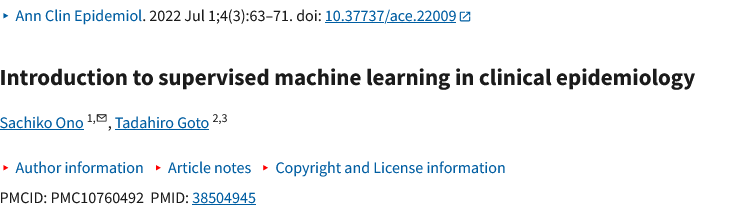 Ann Clin Epidemiol. 2022 Jul 1;4(3):63–71. doi: 10.37737/ace.22009
Introduction to supervised machine learning in clinical epidemiology
Sachiko Ono 1,✉, Tadahiro Goto 2,3
Author information Article notes Copyright and License information
PMCID: PMC10760492 PMID: 38504945